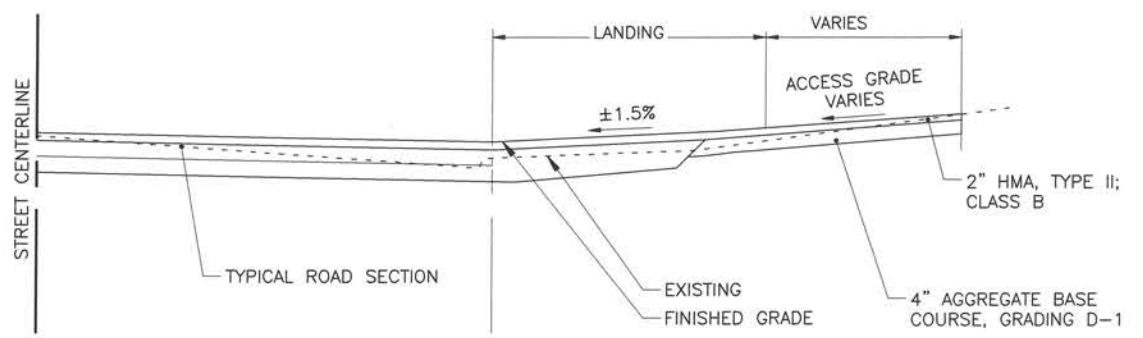 LANDING
VARIES
ACCESS GRADE
VARIES
±1.5%
STREET CENTERLINE
2" HMA, TYPE II;
CLASS B
TYPICAL ROAD SECTION
EXISTING
FINISHED GRADE
4" AGGREGATE BASE
COURSE, GRADING D-1